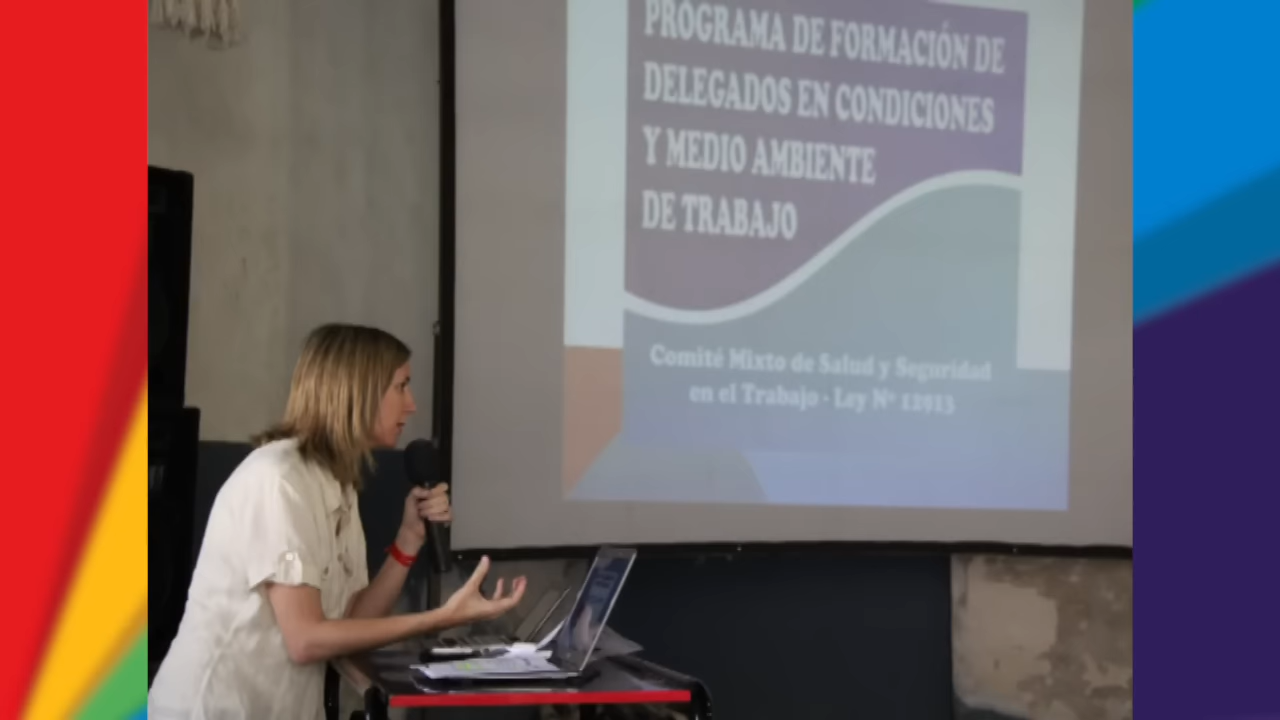 PROGRAMA DE FORMACIÓN DE
DELEGADOS EN CONDICIONES
Y MEDIO AMBIENTE
DE TRABAJO
Comité Mixto de Salud y Seguridad
en el Trabajo - Ley Nº 12913